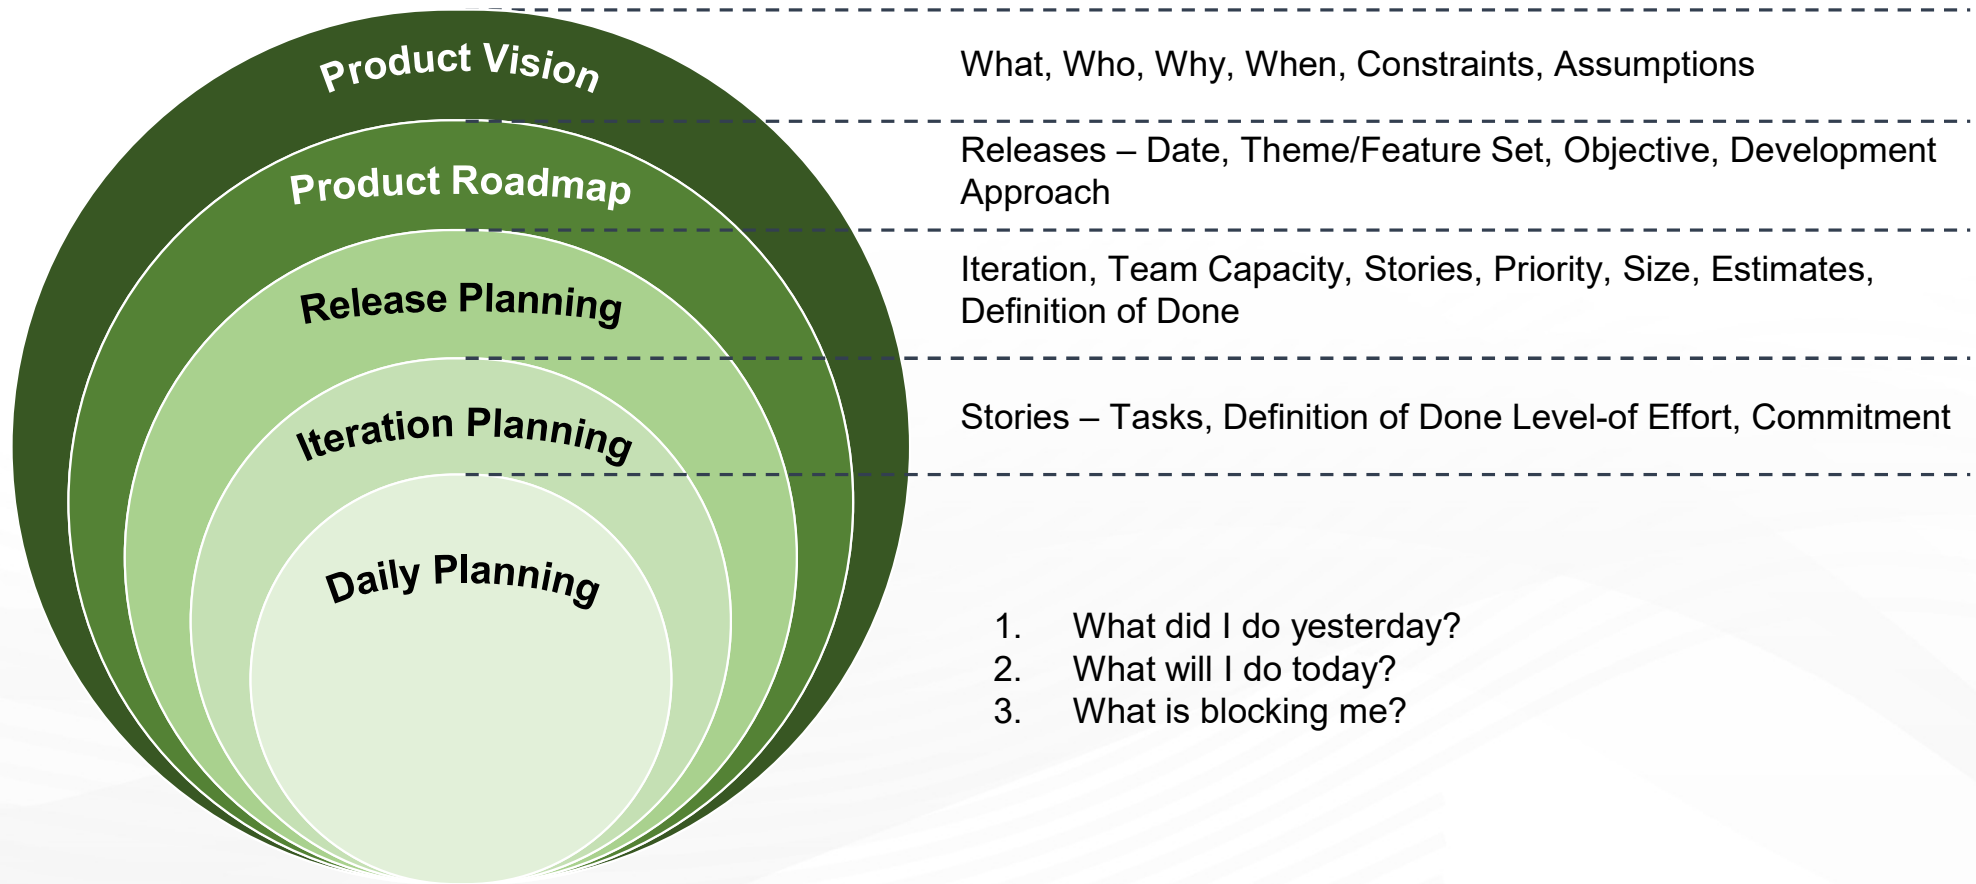 Product Vision
What, Who, Why, When, Constraints, Assumptions
Product Roadmap
Releases – Date, Theme/Feature Set, Objective, Development
Approach
Release Planning
Iteration, Team Capacity, Stories, Priority, Size, Estimates,
Definition of Done
Iteration Planning
Stories – Tasks, Definition of Done Level-of Effort, Commitment
Daily Planning
1. What did I do yesterday?
2. What will I do today?
3. What is blocking me?